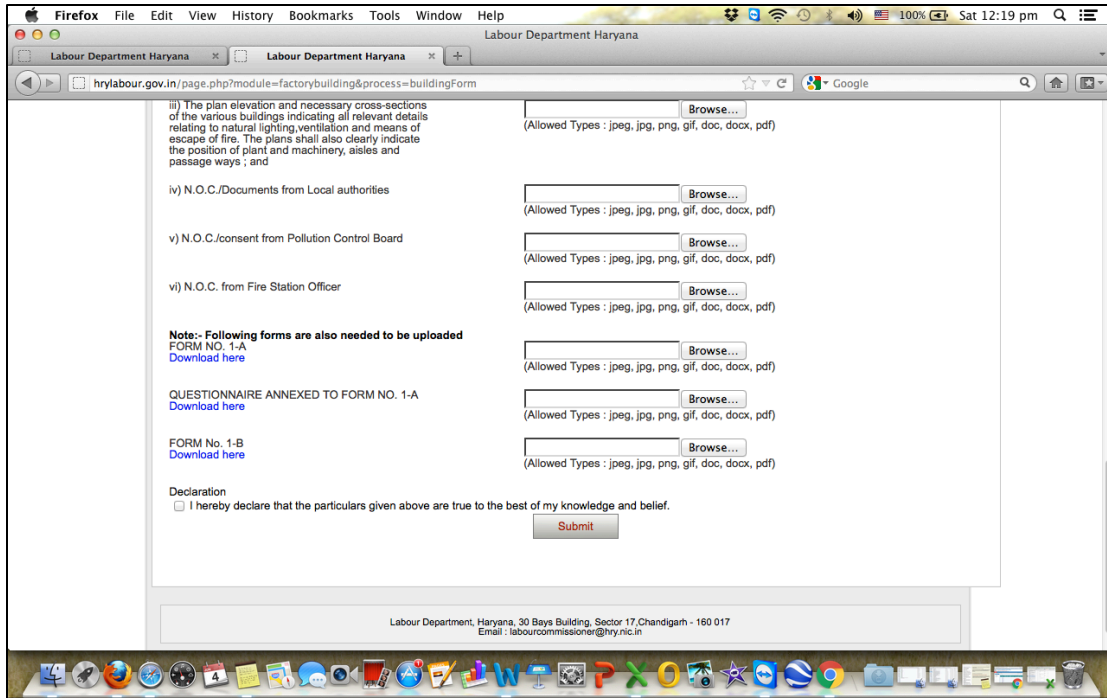 Firefox File Edit View History Bookmarks Tools Window Help 100% Sat 12:19 pm
Labour Department Haryana
Labour Department Haryana × Labour Department Haryana × +
hrylabour.gov.in/page.php?module=factorybuilding&process=buildingForm Google
iii) The plan elevation and necessary cross-sections
of the various buildings indicating all relevant details
relating to natural lighting,ventilation and means of
escape of fire. The plans shall also clearly indicate
the position of plant and machinery, aisles and
passage ways ; and
Browse...
(Allowed Types : jpeg, jpg, png, gif, doc, docx, pdf)
iv) N.O.C./Documents from Local authorities
Browse...
(Allowed Types : jpeg, jpg, png, gif, doc, docx, pdf)
v) N.O.C./consent from Pollution Control Board
Browse...
(Allowed Types : jpeg, jpg, png, gif, doc, docx, pdf)
vi) N.O.C. from Fire Station Officer
Browse...
(Allowed Types : jpeg, jpg, png, gif, doc, docx, pdf)
Note:- Following forms are also needed to be uploaded
FORM NO. 1-A
Download here
Browse...
(Allowed Types : jpeg, jpg, png, gif, doc, docx, pdf)
QUESTIONNAIRE ANNEXED TO FORM NO. 1-A
Download here
Browse...
(Allowed Types : jpeg, jpg, png, gif, doc, docx, pdf)
FORM No. 1-B
Download here
Browse...
(Allowed Types : jpeg, jpg, png, gif, doc, docx, pdf)
Declaration
I hereby declare that the particulars given above are true to the best of my knowledge and belief.
Submit
Labour Department, Haryana, 30 Bays Building, Sector 17,Chandigarh - 160 017
Email : labourcommissioner@hry.nic.in